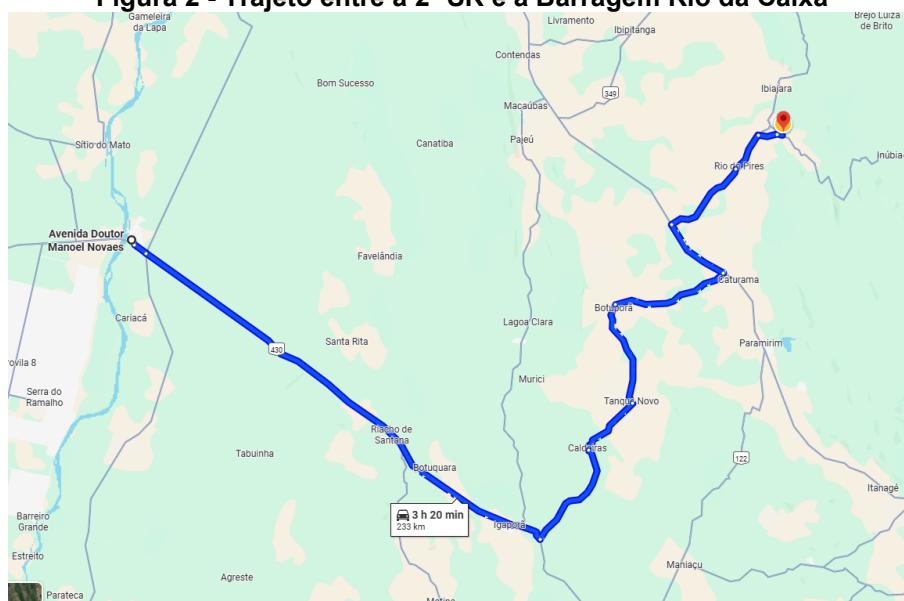 Figura 2 - Trajeto entre a 2ª SR e a Barragem Rio da Caixa
Gameleira
da Lapa
Livramento
Ibipitanga
Brejo Luiza
de Brito
Contendas
Bom Sucesso
349
Ibiajara
Macaúbas
Sítio do Mato
Canatiba
Pajeú
Inúbia
Rio do Pires
Avenida Doutor
Manoel Novaes
Favelândia
Caturama
Botuporã
Cariacá
Lagoa Clara
Santa Rita
Paramirim
430
rovila 8
Murici
Serra do
Ramalho
Tanque Novo
Riacho de
Santana
Caldeiras
Tabuinha
Botuquara
122
Itanagé
3 h 20 min
233 km
Barreiro
Grande
Igaporã
Estreito
Maniaçu
Agreste
Parateca